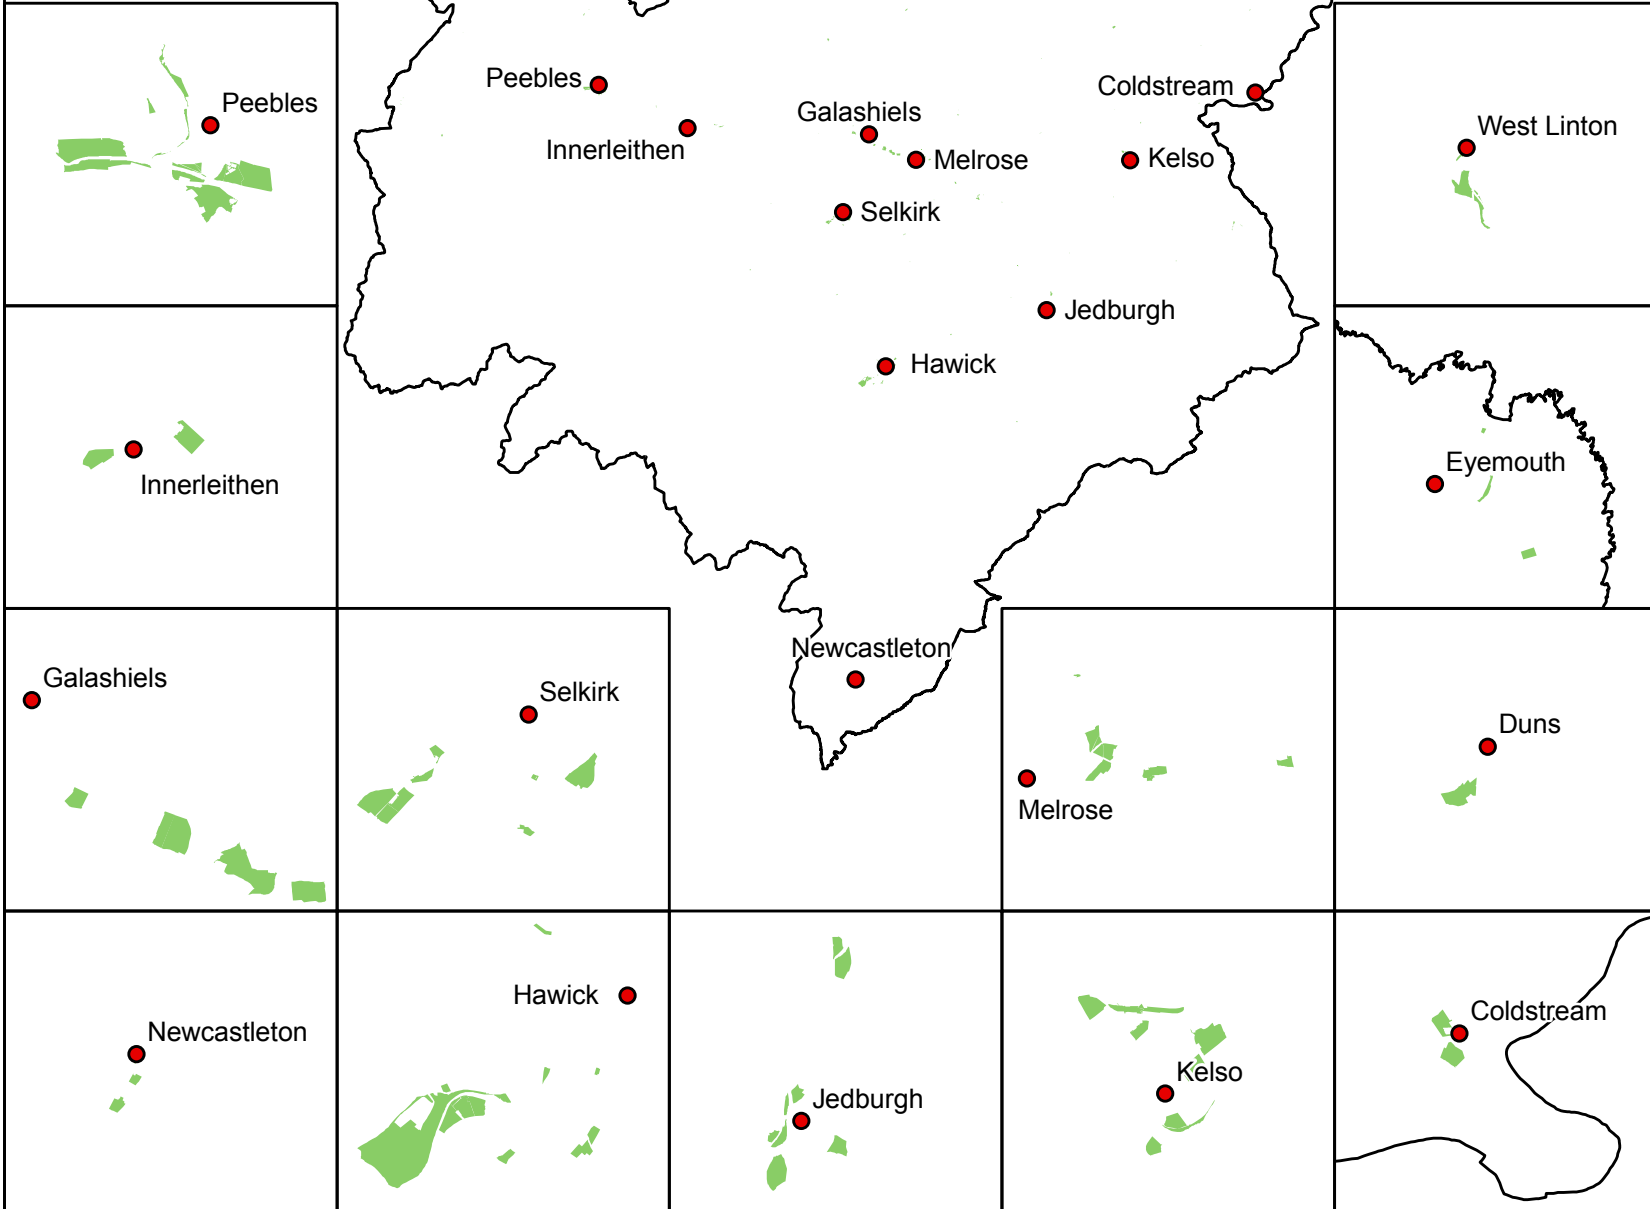 Peebles
Peebles
Coldstream
Galashiels
Innerleithen
Melrose
Kelso
West Linton
Selkirk
Jedburgh
Hawick
Innerleithen
Eyemouth
Newcastleton
Galashiels
Selkirk
Melrose
Duns
Newcastleton
Hawick
Jedburgh
Kelso
Coldstream